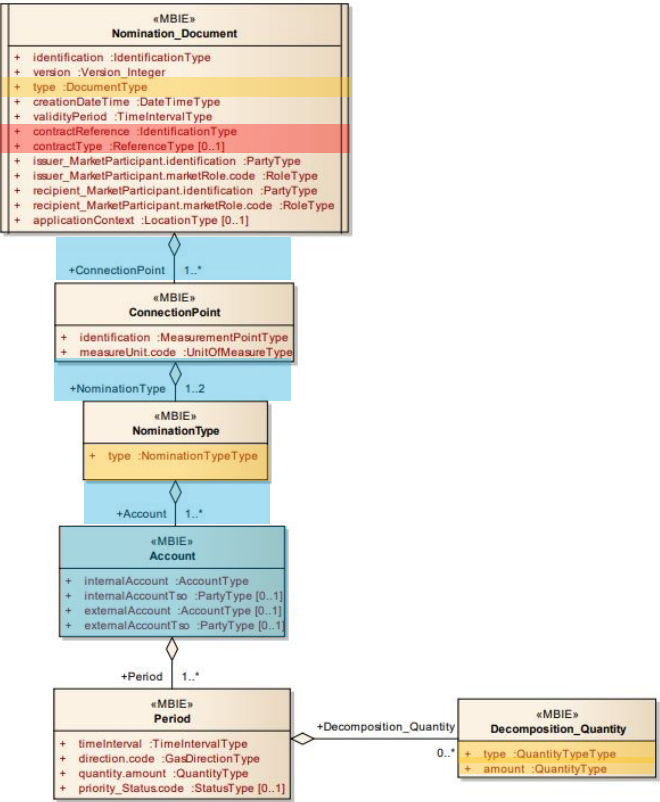 «MBIE»
Nomination_Document
+ identification :IdentificationType
+ version :Version_Integer
+ type :DocumentType
+ creationDateTime :DateTimeType
+ validityPeriod :TimeIntervalType
+ contractReference :IdentificationType
+ contractType :ReferenceType [0..1]
+ issuer_MarketParticipant.identification :PartyType
+ issuer_MarketParticipant.marketRole.code :RoleType
+ recipient_MarketParticipant.identification :PartyType
+ recipient_MarketParticipant.marketRole.code :RoleType
+ applicationContext :LocationType [0..1]
+ConnectionPoint 1..*
«MBIE»
ConnectionPoint
+ identification :MeasurementPointType
+ measureUnit.code :UnitOfMeasureType
+NominationType 1..2
«MBIE»
NominationType
+ type :NominationTypeType
+Account 1..*
«MBIE»
Account
+ internalAccount :AccountType
+ internalAccountTso :PartyType [0..1]
+ externalAccount :AccountType [0..1]
+ externalAccountTso :PartyType [0..1]
+Period 1..*
«MBIE»
Period
+ timeInterval :TimeIntervalType
+ direction.code :GasDirectionType
+ quantity.amount :QuantityType
+ priority_Status.code :StatusType [0..1]
+Decomposition_Quantity
0..*
«MBIE»
Decomposition_Quantity
+ type :QuantityTypeType
+ amount :QuantityType